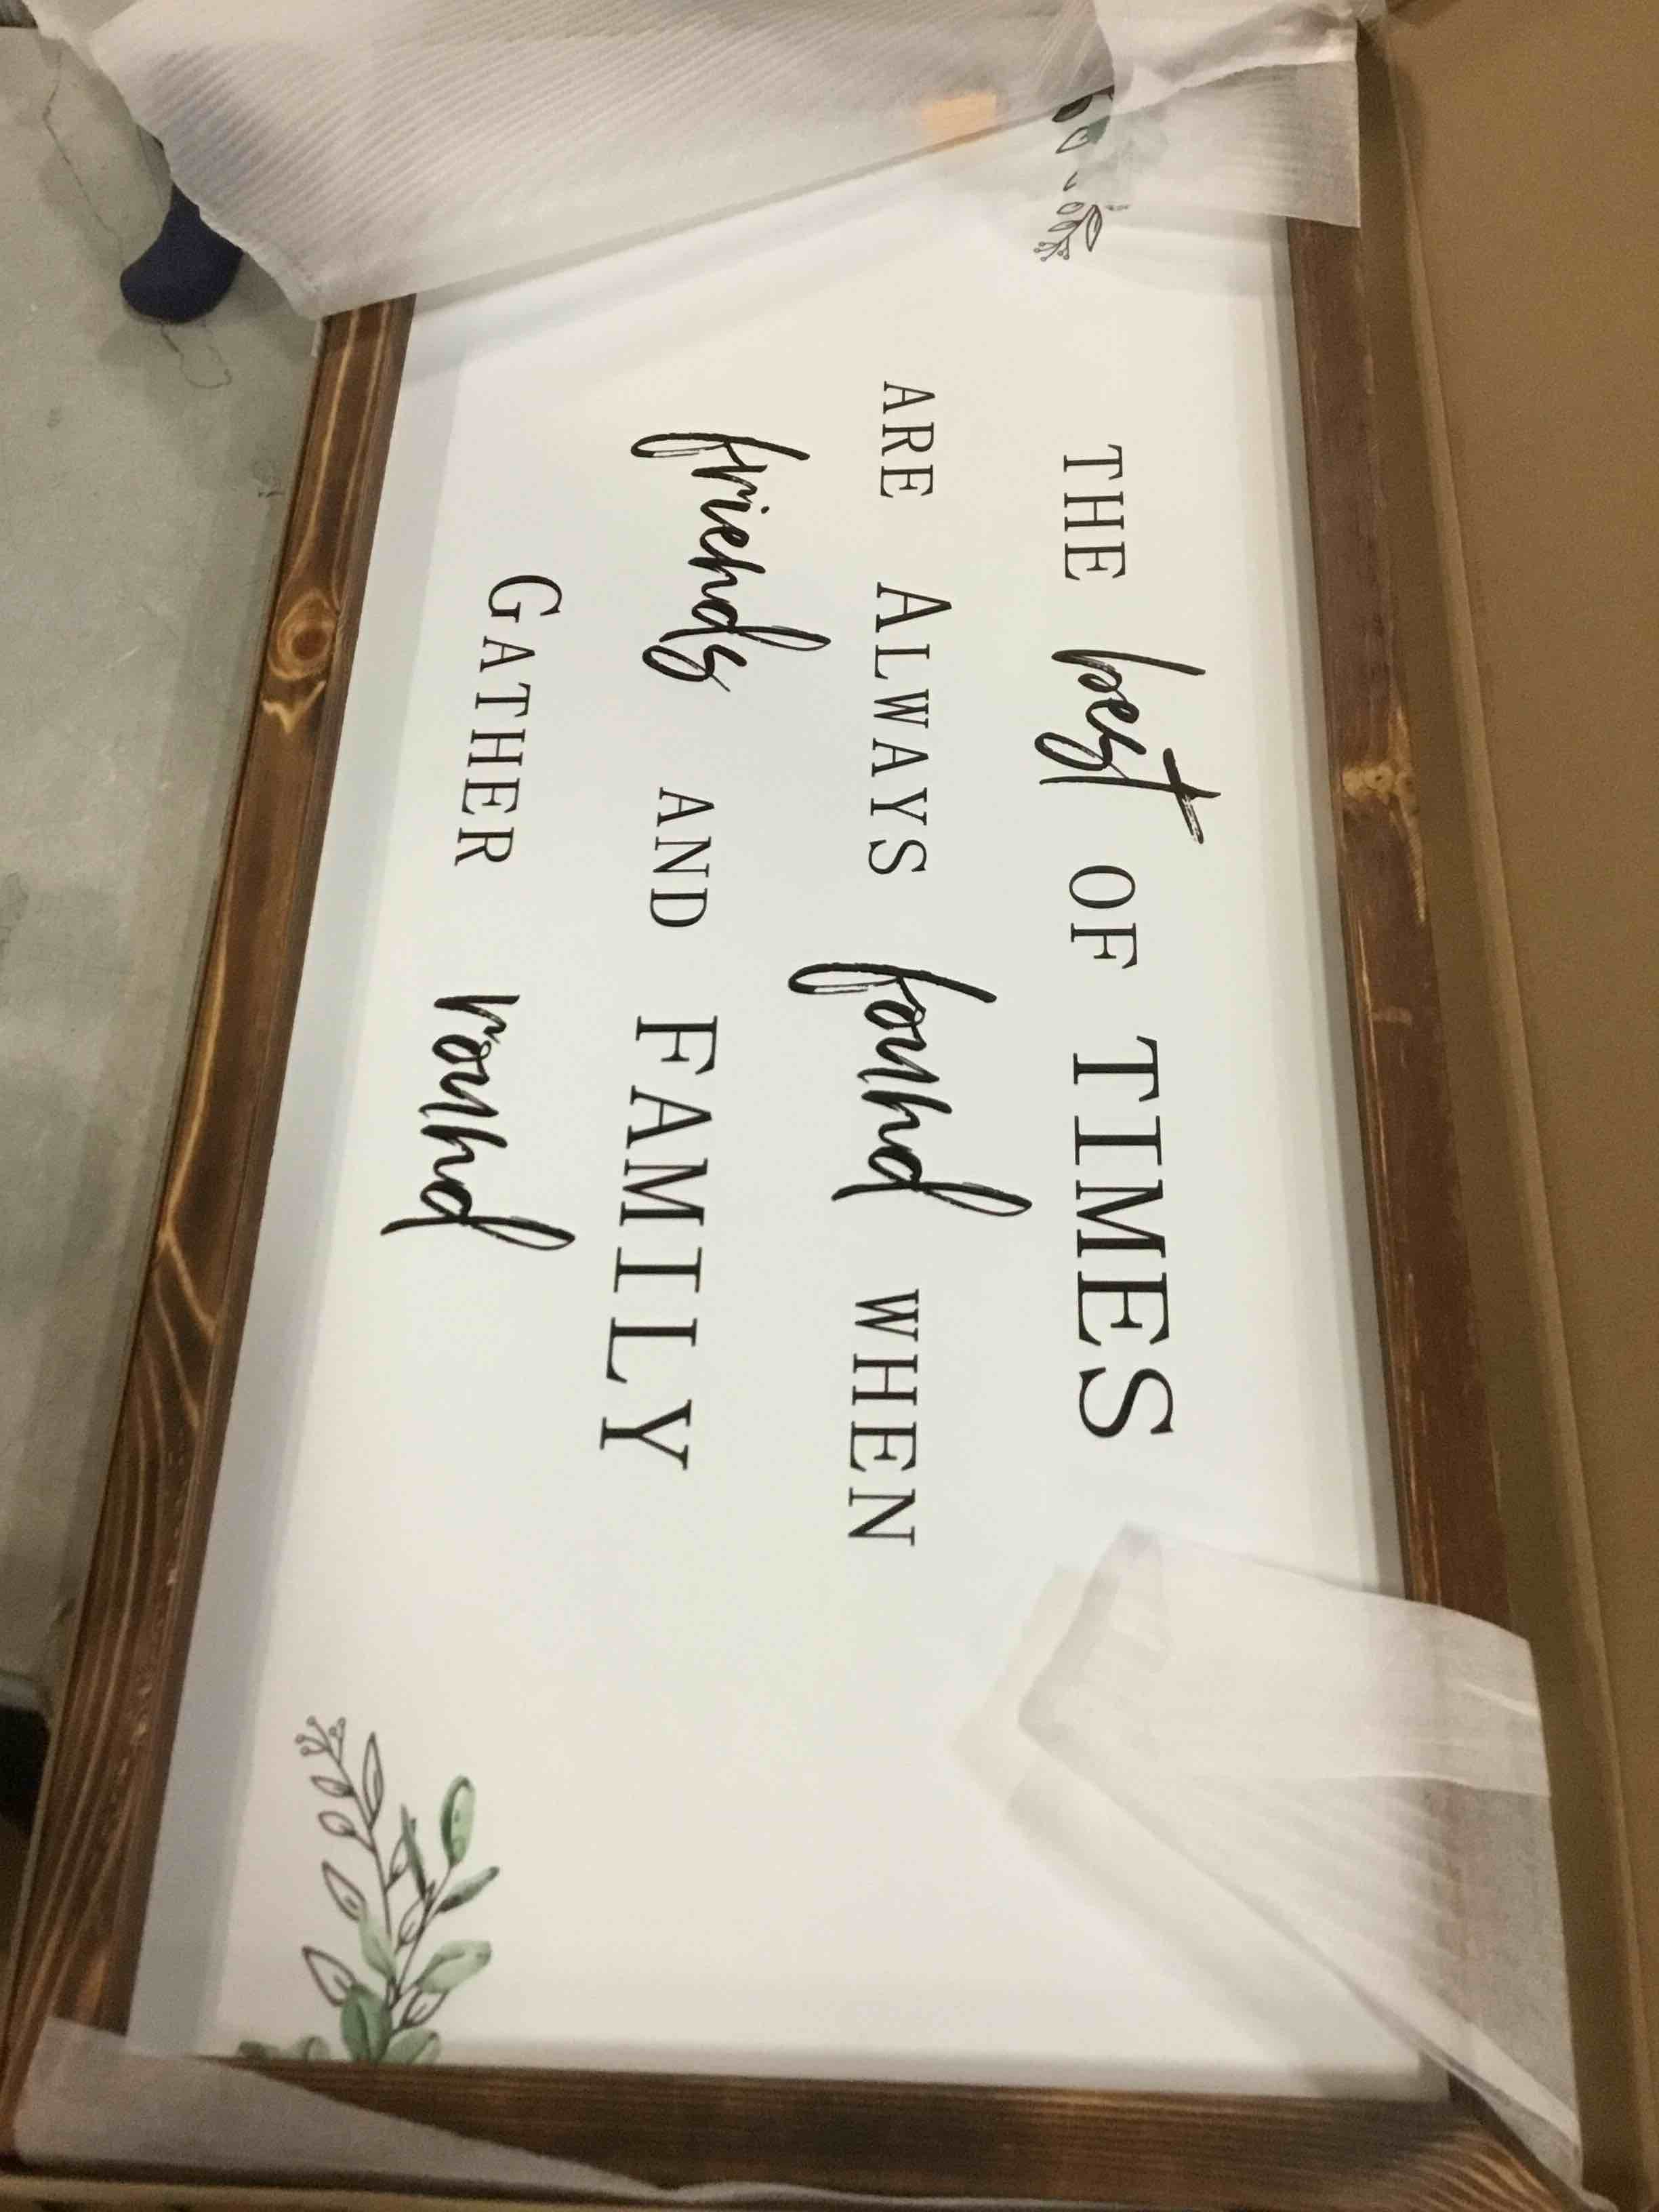 THE best OF TIMES
ARE ALWAYS found WHEN
friends AND FAMILY
GATHER round